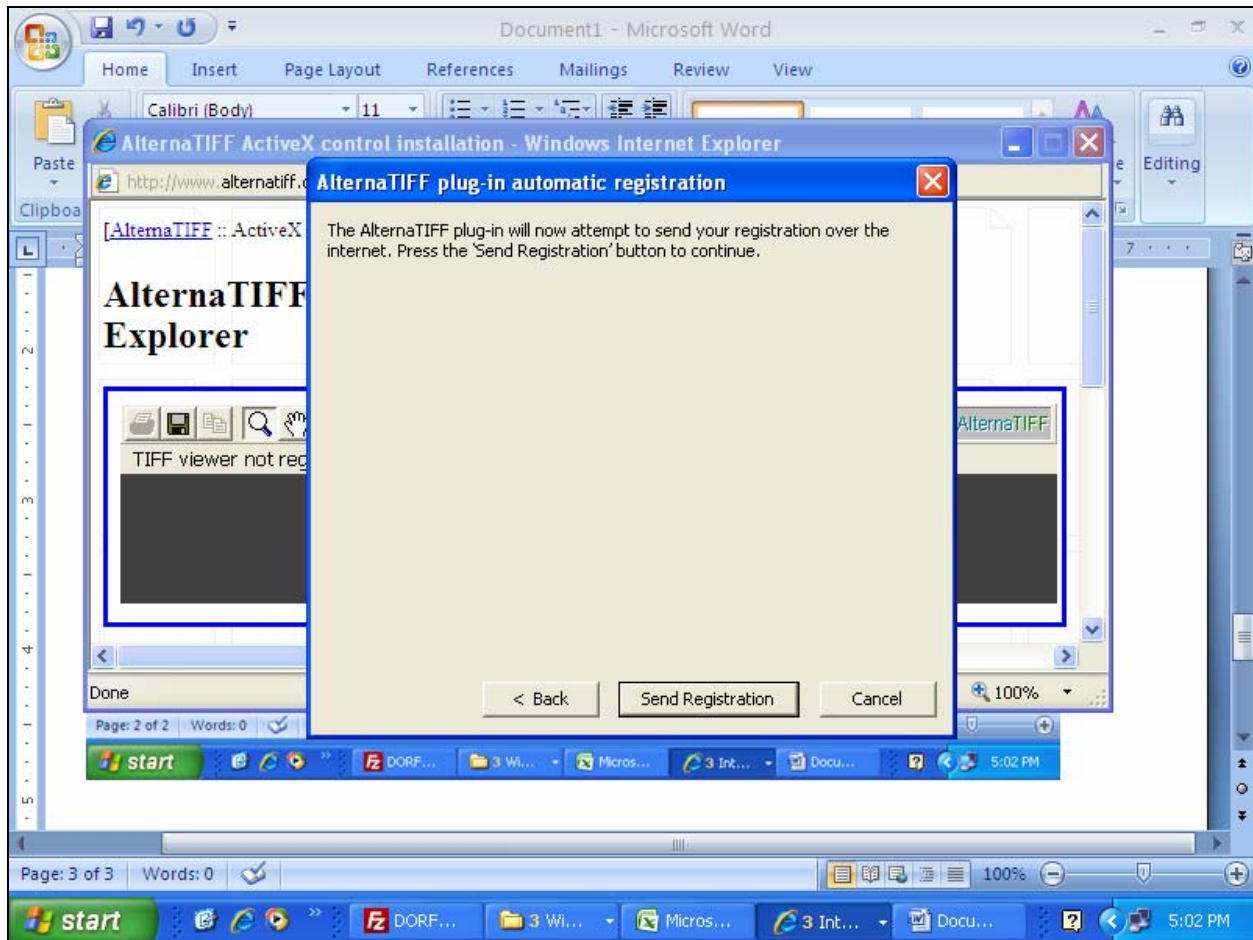 Document1 - Microsoft Word
Home Insert Page Layout References Mailings Review View
Calibri (Body) 11
Paste
Clipboa
Editing
AlternaTIFF ActiveX control installation - Windows Internet Explorer
http://www.alternatiff.c
AlternaTIFF plug-in automatic registration
[AlternaTIFF :: ActiveX
The AlternaTIFF plug-in will now attempt to send your registration over the
internet. Press the 'Send Registration' button to continue.
AlternaTIFF
Explorer
AlternaTIFF
TIFF viewer not reg
< Back Send Registration Cancel
Done 100%
Page: 2 of 2 Words: 0
start DORF... 3 Wi... Micros... 3 Int... Docu... 5:02 PM
Page: 3 of 3 Words: 0 100%
start DORF... 3 Wi... Micros... 3 Int... Docu... 5:02 PM